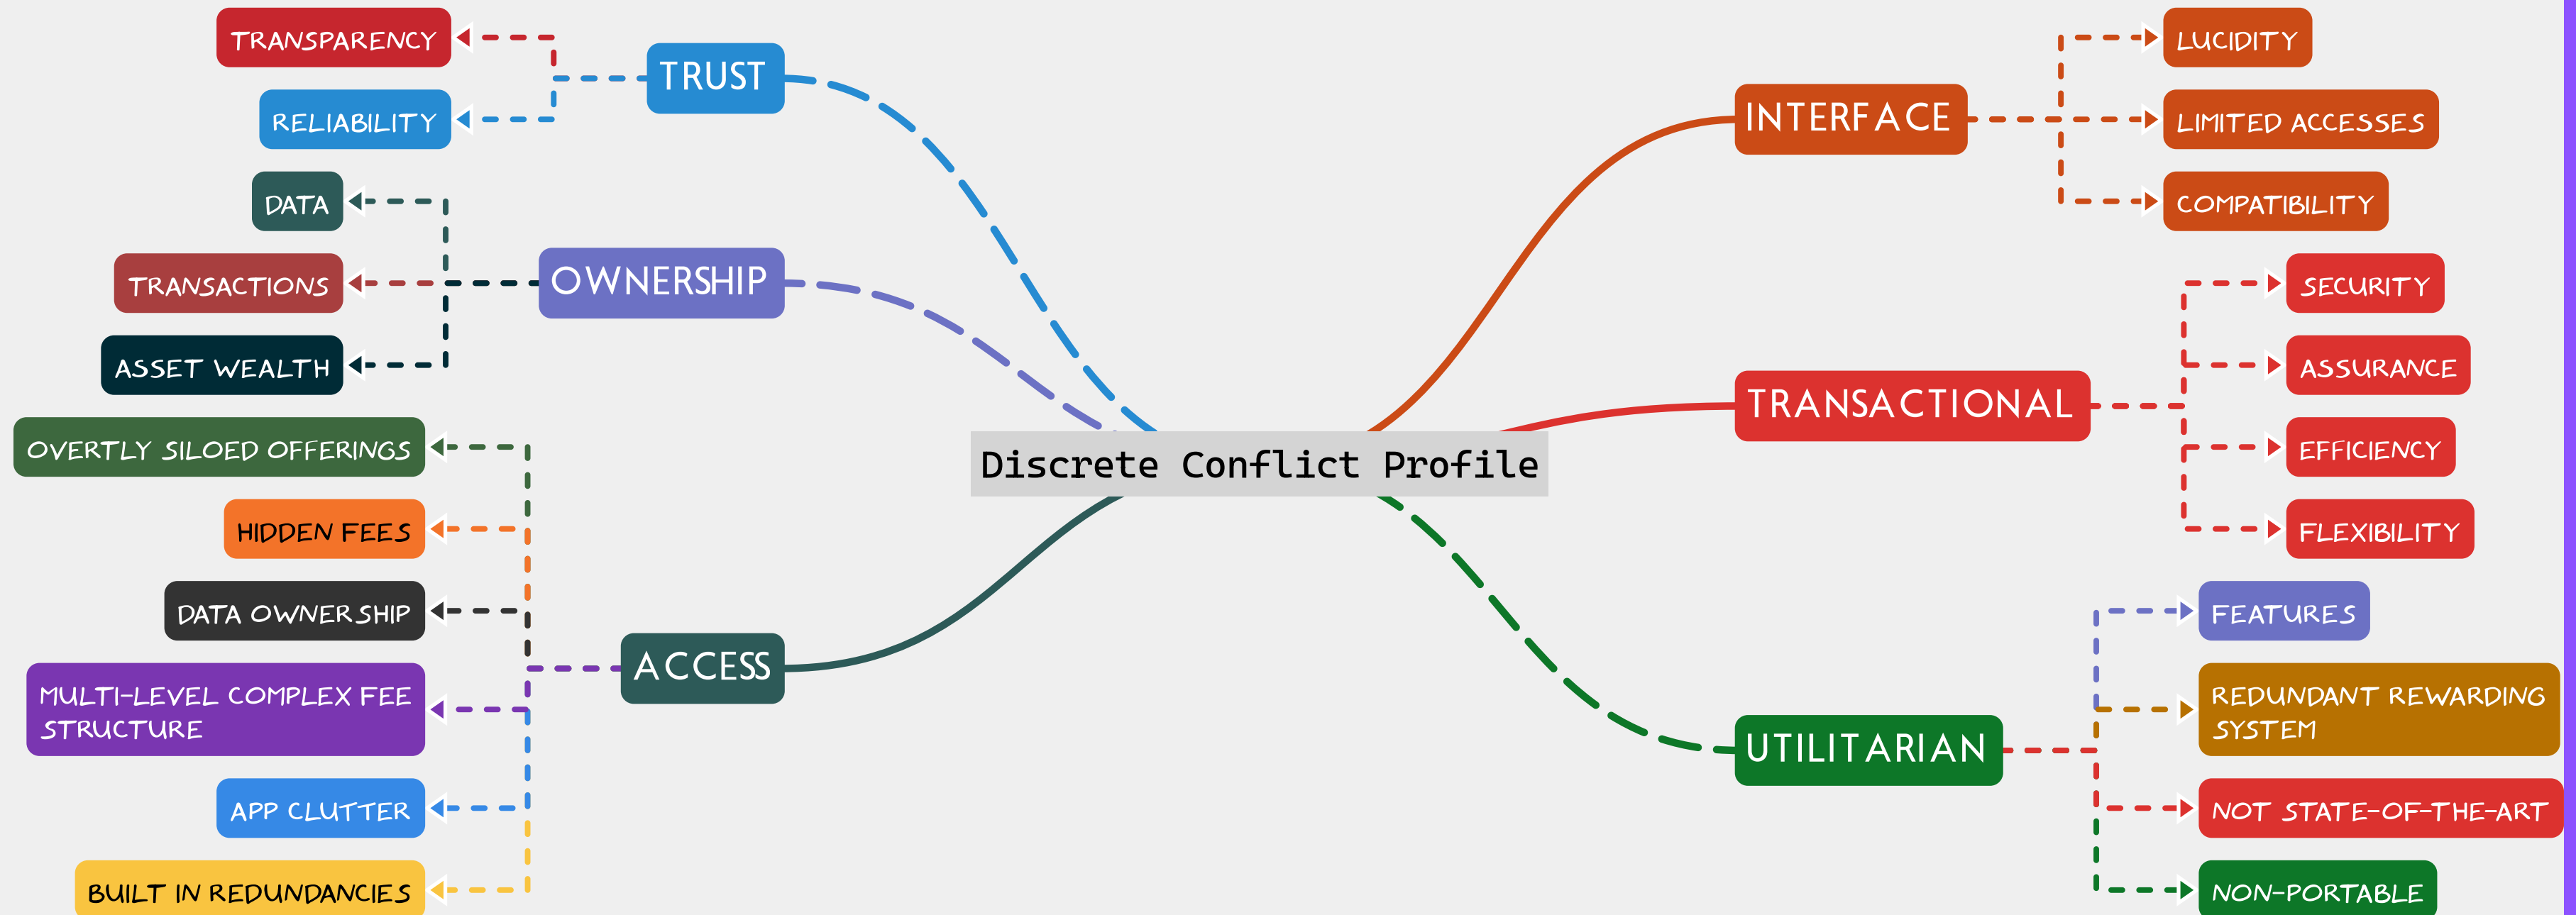 TRANSPARENCY
RELIABILITY
TRUST
DATA
TRANSACTIONS
ASSET WEALTH
OWNERSHIP
OVERTLY SILOED OFFERINGS
HIDDEN FEES
DATA OWNERSHIP
MULTI-LEVEL COMPLEX FEE
STRUCTURE
APP CLUTTER
BUILT IN REDUNDANCIES
ACCESS
Discrete Conflict Profile
INTERFACE
LUCIDITY
LIMITED ACCESSES
COMPATIBILITY
TRANSACTIONAL
SECURITY
ASSURANCE
EFFICIENCY
FLEXIBILITY
UTILITARIAN
FEATURES
REDUNDANT REWARDING
SYSTEM
NOT STATE-OF-THE-ART
NON-PORTABLE